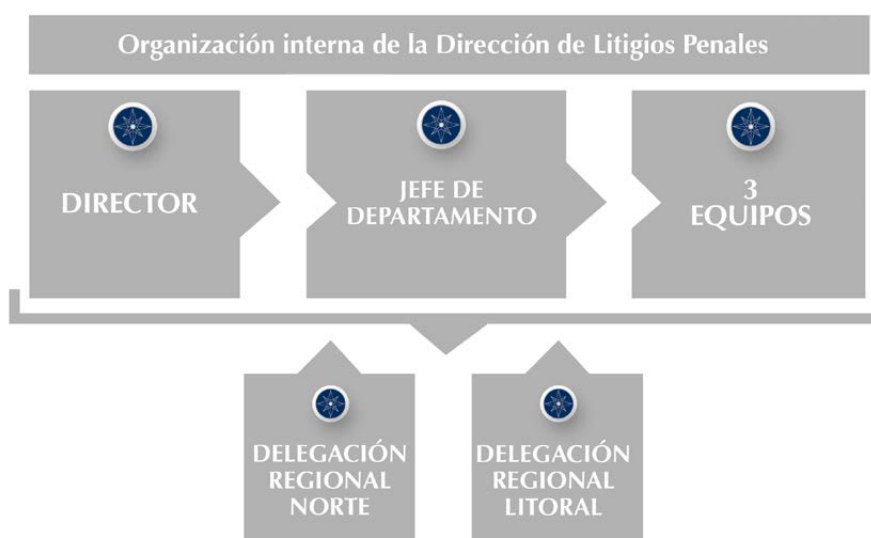 Organización interna de la Dirección de Litigios Penales
DIRECTOR
JEFE DE
DEPARTAMENTO
3
EQUIPOS
DELEGACIÓN
REGIONAL
NORTE
DELEGACIÓN
REGIONAL
LITORAL